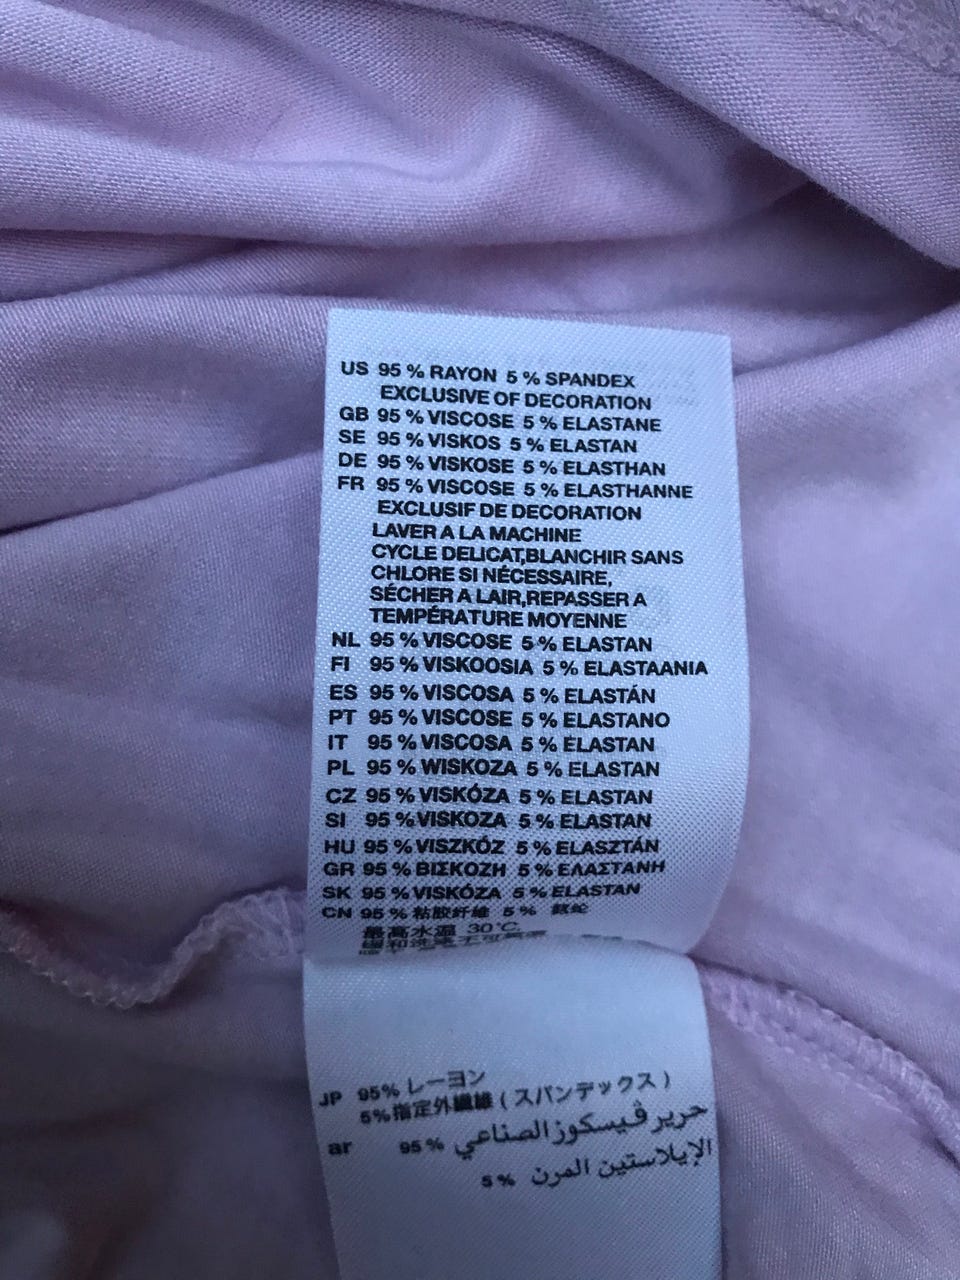 US 95 % RAYON 5 % SPANDEX
EXCLUSIVE OF DECORATION
GB 95 % VISCOSE 5 % ELASTANE
SE 95 % VISKOS 5 % ELASTAN
DE 95 % VISKOSE 5 % ELASTHAN
FR 95 % VISCOSE 5 % ELASTHANNE
EXCLUSIF DE DECORATION
LAVER A LA MACHINE
CYCLE DELICAT,BLANCHIR SANS
CHLORE SI NÉCESSAIRE,
SÉCHER A LAIR,REPASSER A
TEMPÉRATURE MOYENNE
NL 95 % VISCOSE 5 % ELASTAN
FI 95 % VISKOOSIA 5 % ELASTAANIA
ES 95 % VISCOSA 5 % ELASTÁN
PT 95 % VISCOSE 5 % ELASTANO
IT 95 % VISCOSA 5 % ELASTAN
PL 95 % WISKOZA 5 % ELASTAN
CZ 95 % VISKÓZA 5 % ELASTAN
SI 95 % VISKOZA 5 % ELASTAN
HU 95 % VISZKÓZ 5 % ELASZTÁN
GR 95 % ΒΙΣΚΟΖΗ 5 % ΕΛΑΣΤΑΝΗ
SK 95 % VISKÓZA 5 % ELASTAN
CN 95 % 粘胶纤维 5 % 氨纶
最高水温 30°C,
JP 95% レーヨン
5%指定外繊維 (スパンデックス)
ar 95 % حرير ڤيسكوز الصناعي
5 % الإيلاستين المرن